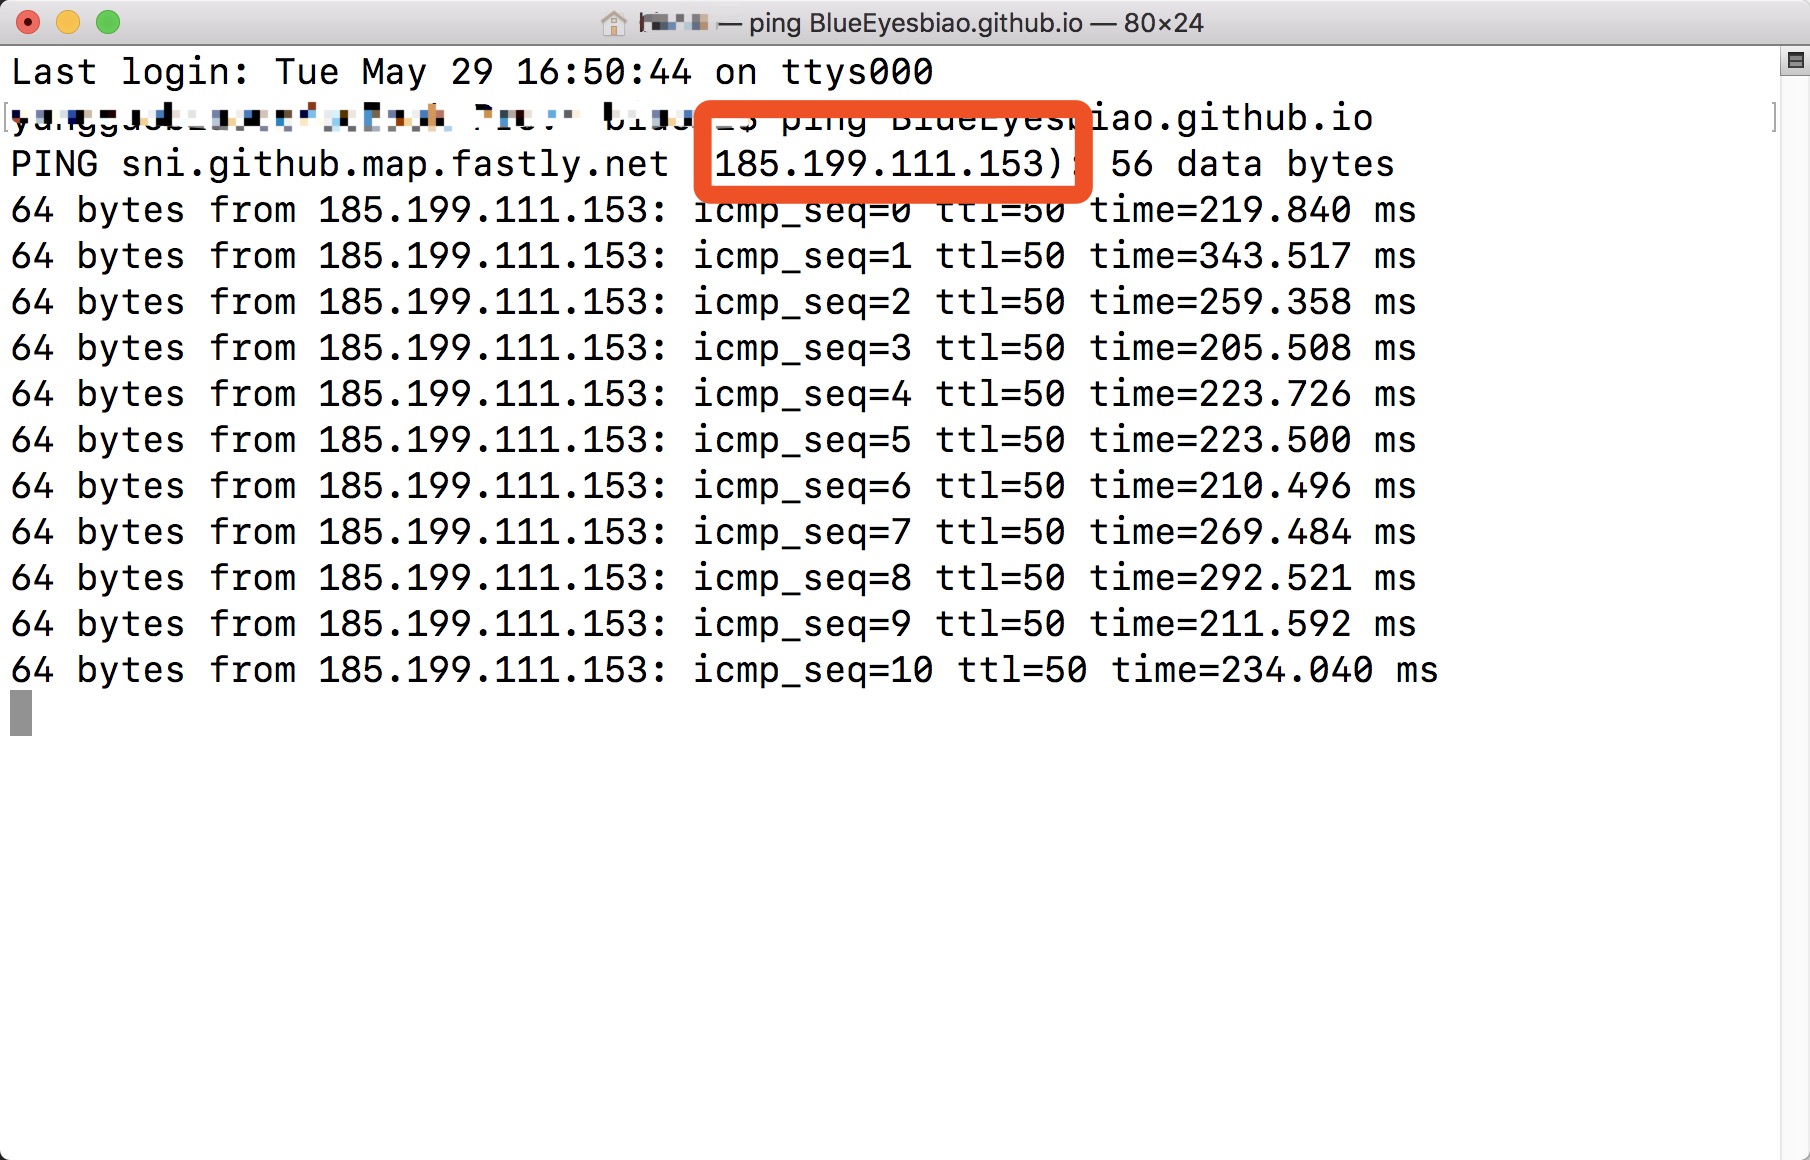 — ping BlueEyesbiao.github.io — 80×24
Last login: Tue May 29 16:50:44 on ttys000
$ ping BlueEyesbiao.github.io
PING sni.github.map.fastly.net 185.199.111.153): 56 data bytes
64 bytes from 185.199.111.153: icmp_seq=0 ttl=50 time=219.840 ms
64 bytes from 185.199.111.153: icmp_seq=1 ttl=50 time=343.517 ms
64 bytes from 185.199.111.153: icmp_seq=2 ttl=50 time=259.358 ms
64 bytes from 185.199.111.153: icmp_seq=3 ttl=50 time=205.508 ms
64 bytes from 185.199.111.153: icmp_seq=4 ttl=50 time=223.726 ms
64 bytes from 185.199.111.153: icmp_seq=5 ttl=50 time=223.500 ms
64 bytes from 185.199.111.153: icmp_seq=6 ttl=50 time=210.496 ms
64 bytes from 185.199.111.153: icmp_seq=7 ttl=50 time=269.484 ms
64 bytes from 185.199.111.153: icmp_seq=8 ttl=50 time=292.521 ms
64 bytes from 185.199.111.153: icmp_seq=9 ttl=50 time=211.592 ms
64 bytes from 185.199.111.153: icmp_seq=10 ttl=50 time=234.040 ms